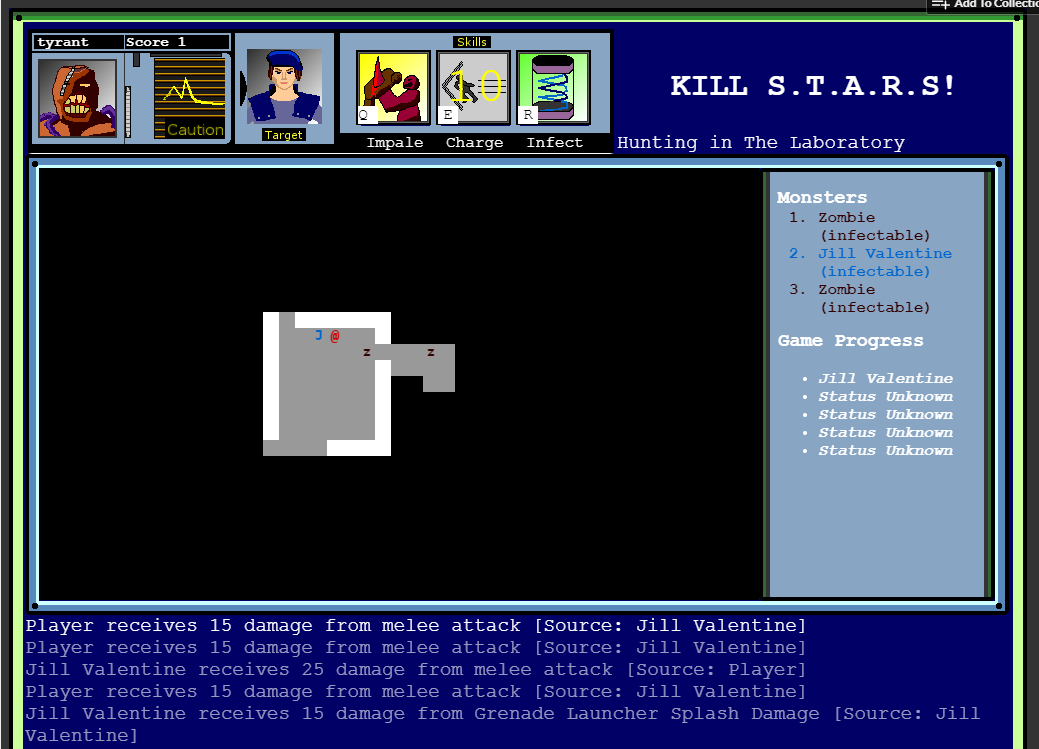 Add To Collectio
tyrant Score 1
Skills
KILL S.T.A.R.S!
10
Caution
Q E R
Target
Impale Charge Infect
Hunting in The Laboratory
Monsters
1. Zombie
(infectable)
2. Jill Valentine
(infectable)
3. Zombie
(infectable)
J @
z z
Game Progress
• Jill Valentine
• Status Unknown
• Status Unknown
• Status Unknown
• Status Unknown
Player receives 15 damage from melee attack [Source: Jill Valentine]
Player receives 15 damage from melee attack [Source: Jill Valentine]
Jill Valentine receives 25 damage from melee attack [Source: Player]
Player receives 15 damage from melee attack [Source: Jill Valentine]
Jill Valentine receives 15 damage from Grenade Launcher Splash Damage [Source: Jill
Valentine]